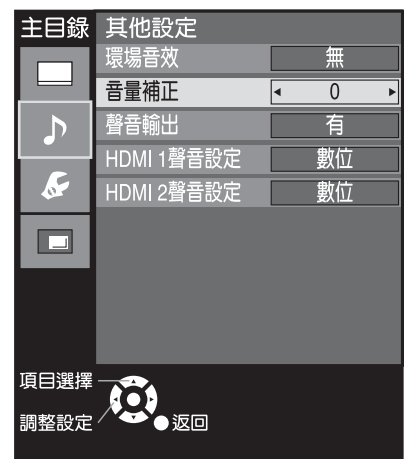 主目錄 其他設定
環場音效 無
音量補正 0
聲音輸出 有
HDMI 1聲音設定 數位
HDMI 2聲音設定 數位
項目選擇
調整設定 返回